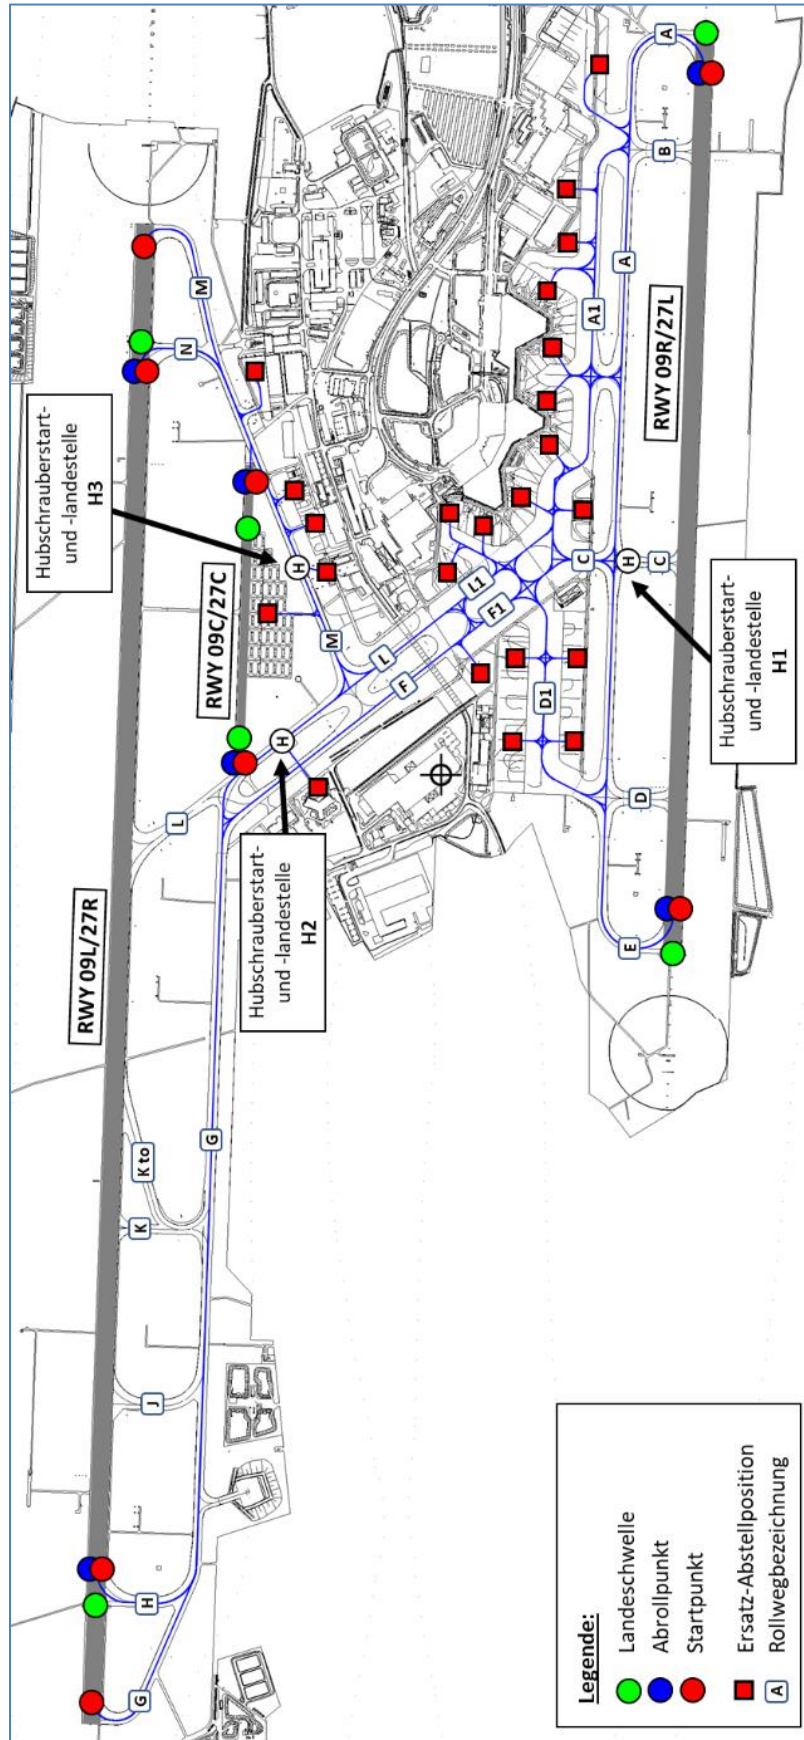 RWY 09L/27R
RWY 09C/27C
RWY 09R/27L
Hubschrauberstart-
und -landestelle
H3
Hubschrauberstart-
und -landestelle
H2
Hubschrauberstart-
und -landestelle
H1
G
H
J
K
K to
G
L
N
M
M
L
F
L1
F1
H
H
H
D1
E
D
C
C
A1
A
B
A
Legende:
Landeschwelle
Abrollpunkt
Startpunkt
Ersatz-Abstellposition
A Rollwegbezeichnung